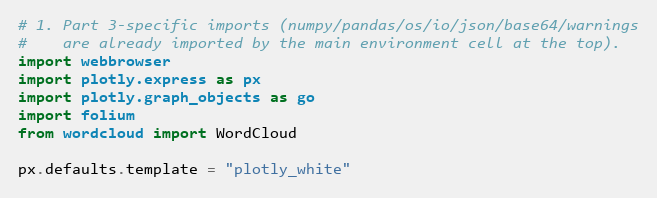 # 1. Part 3-specific imports (numpy/pandas/os/io/json/base64/warnings
#    are already imported by the main environment cell at the top).
import webbrowser
import plotly.express as px
import plotly.graph_objects as go
import folium
from wordcloud import WordCloud

px.defaults.template = "plotly_white"